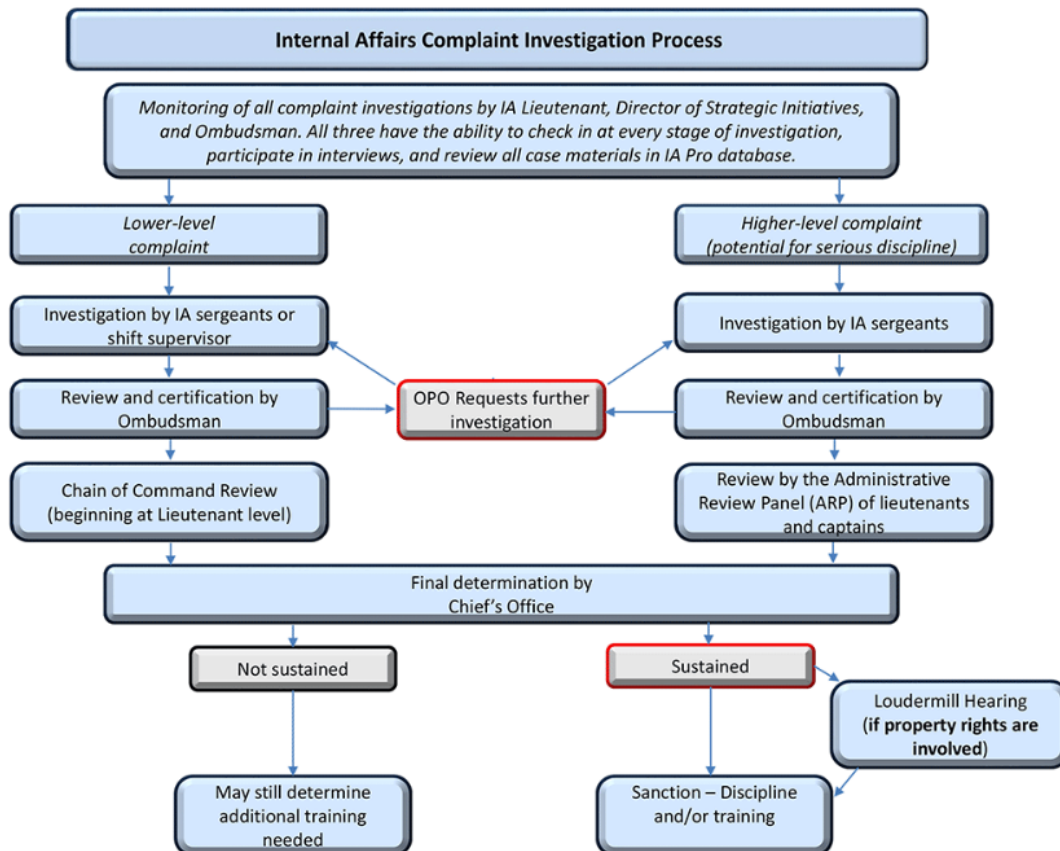 Internal Affairs Complaint Investigation Process
Monitoring of all complaint investigations by IA Lieutenant, Director of Strategic Initiatives,
and Ombudsman. All three have the ability to check in at every stage of investigation,
participate in interviews, and review all case materials in IA Pro database.
Lower-level
complaint
Higher-level complaint
(potential for serious discipline)
Investigation by IA sergeants or
shift supervisor
Investigation by IA sergeants
Review and certification by
Ombudsman
OPO Requests further
investigation
Review and certification by
Ombudsman
Chain of Command Review
(beginning at Lieutenant level)
Review by the Administrative
Review Panel (ARP) of lieutenants
and captains
Final determination by
Chief's Office
Not sustained
Sustained
Loudermill Hearing
(if property rights are
involved)
May still determine
additional training
needed
Sanction – Discipline
and/or training